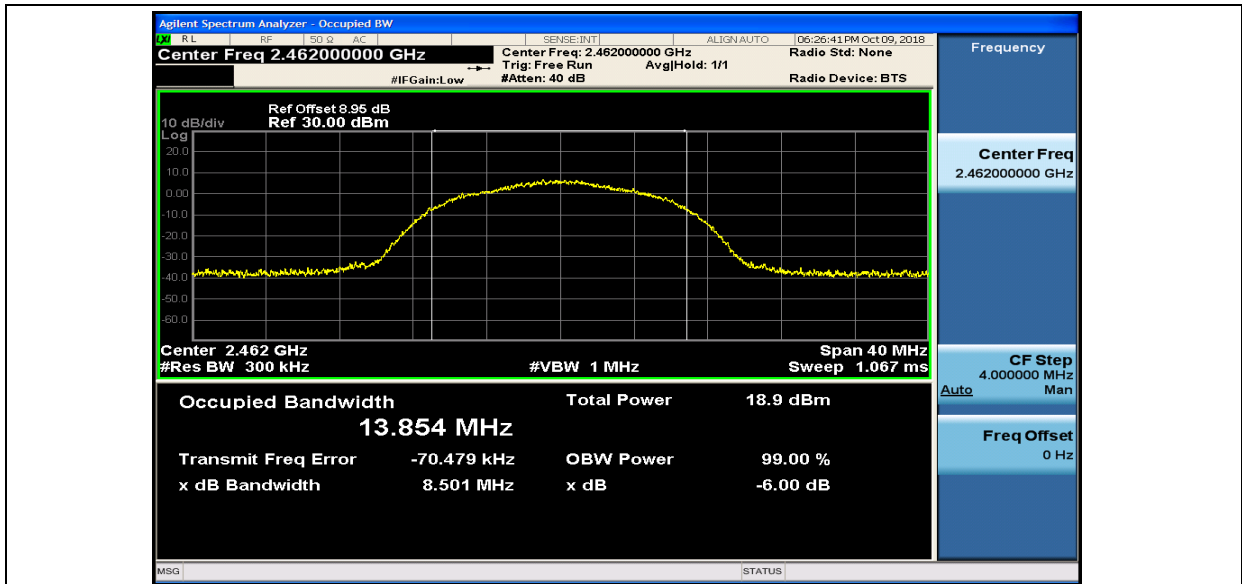 Agilent Spectrum Analyzer - Occupied BW
LXI RL RF 50 Ω AC SENSE:INT ALIGN AUTO 06:26:41 PM Oct 09, 2018
Center Freq 2.462000000 GHz
Center Freq: 2.462000000 GHz
Radio Std: None
Trig: Free Run Avg|Hold: 1/1
#IFGain:Low #Atten: 40 dB
Radio Device: BTS
Ref Offset 8.95 dB
10 dB/div Ref 30.00 dBm
Log
20.0
10.0
0.00
-10.0
-20.0
-30.0
-40.0
-50.0
-60.0
Center 2.462 GHz Span 40 MHz
#Res BW 300 kHz #VBW 1 MHz Sweep 1.067 ms
Occupied Bandwidth Total Power 18.9 dBm
13.854 MHz
Transmit Freq Error -70.479 kHz OBW Power 99.00 %
x dB Bandwidth 8.501 MHz x dB -6.00 dB
MSG STATUS
Frequency
Center Freq
2.462000000 GHz
CF Step
4.000000 MHz
Auto Man
Freq Offset
0 Hz